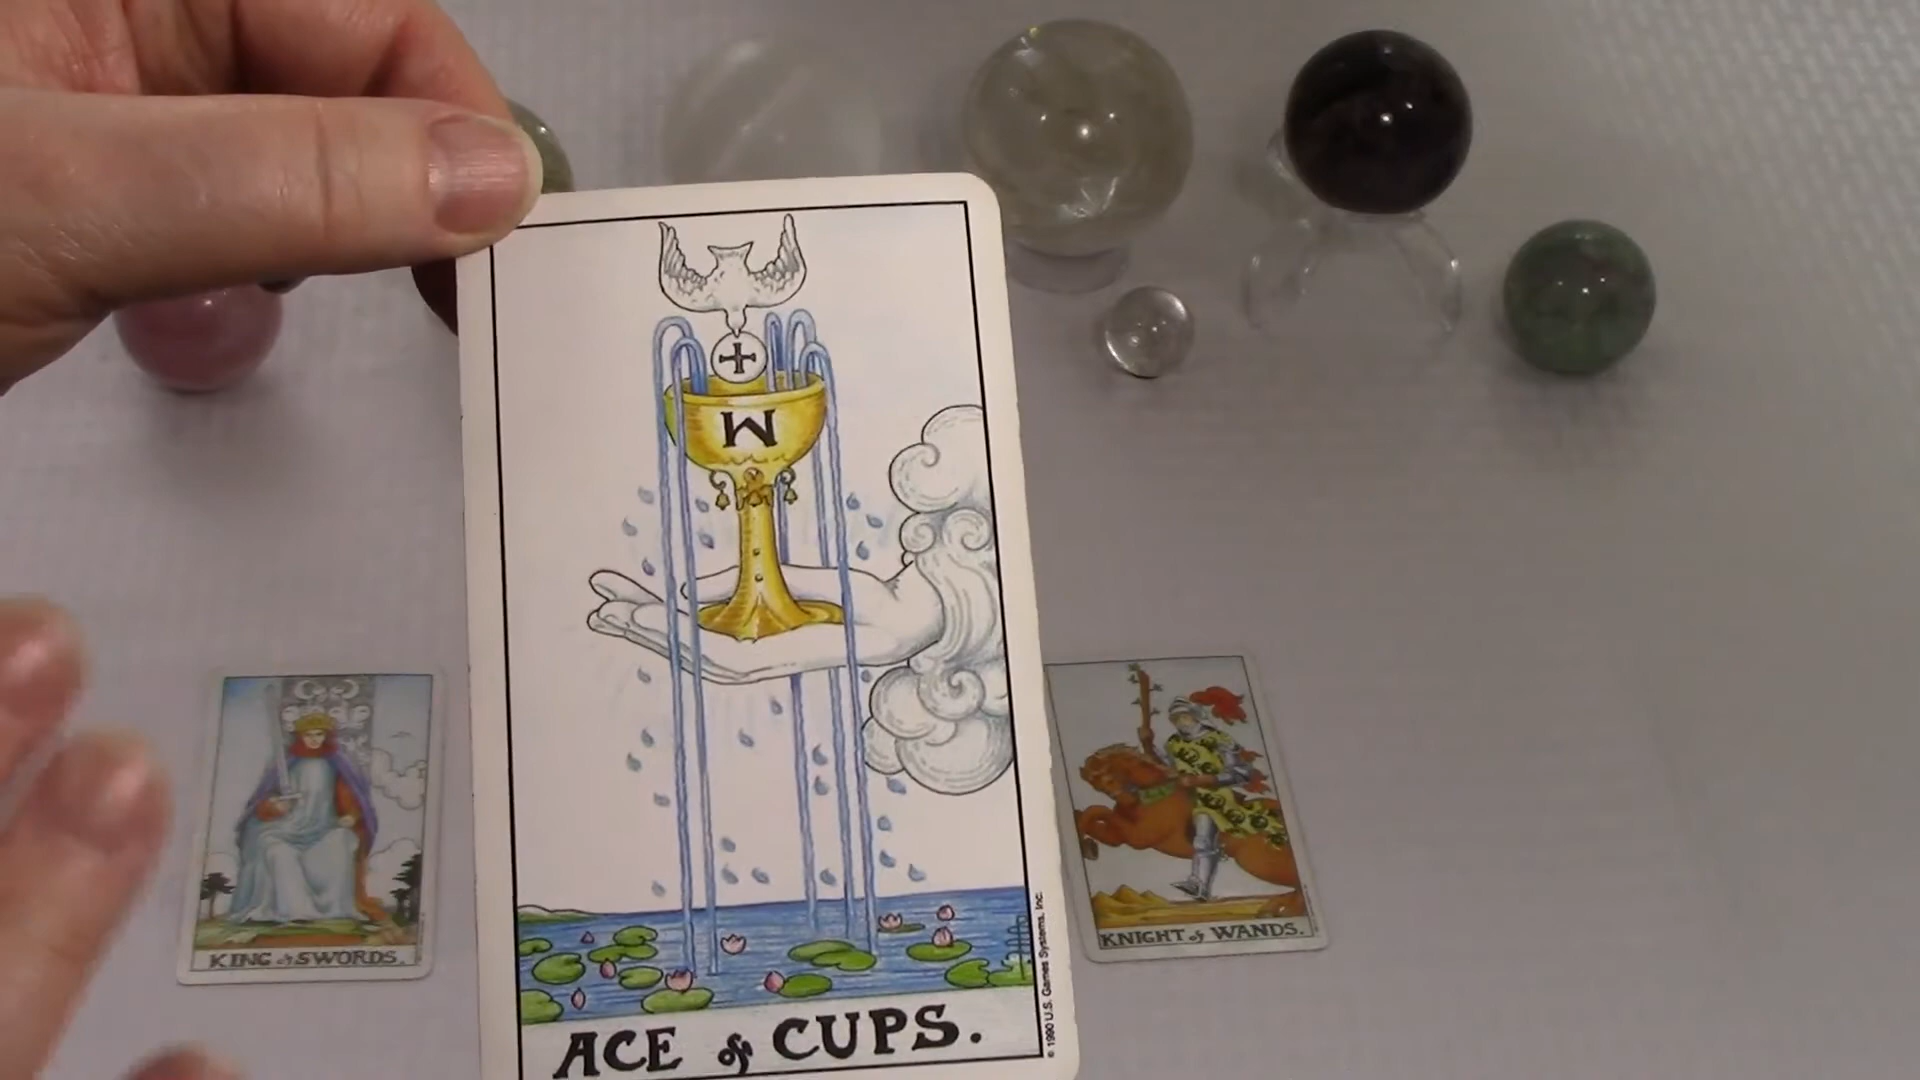 W
KING of SWORDS.
ACE of CUPS.
© 1990 U.S. Games Systems, Inc.
KNIGHT of WANDS.